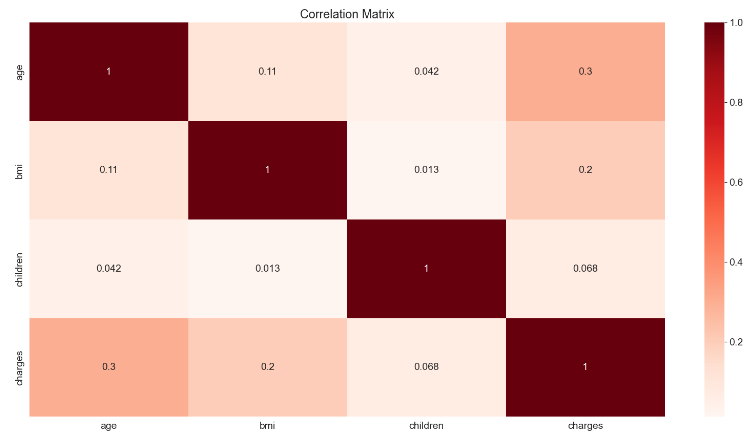 Correlation Matrix
age 1 0.11 0.042 0.3
bmi 0.11 1 0.013 0.2
children 0.042 0.013 1 0.068
charges 0.3 0.2 0.068 1
age bmi children charges
1.0
0.8
0.6
0.4
0.2